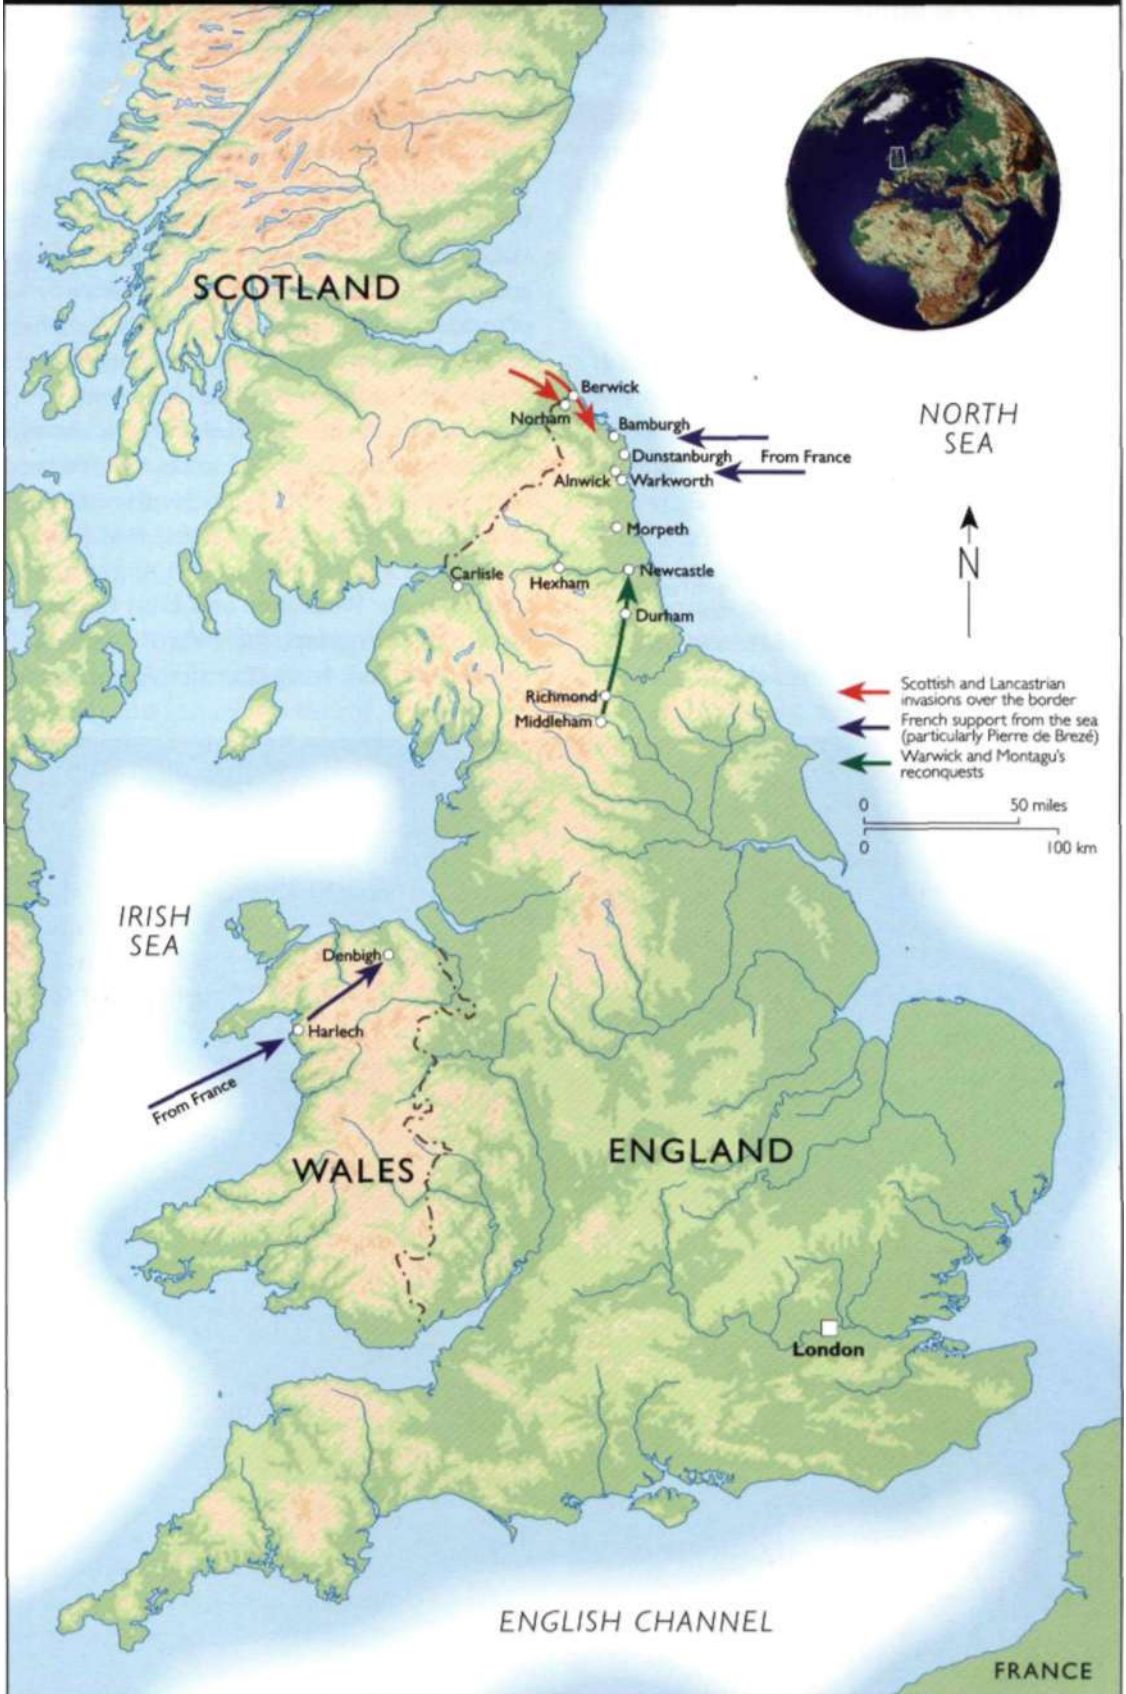 SCOTLAND
Berwick
Norham
Bamburgh
Dunstanburgh
From France
Alnwick
Warkworth
NORTH
SEA
Morpeth
N
Carlisle
Hexham
Newcastle
Durham
Richmond
Middleham
Scottish and Lancastrian
invasions over the border
French support from the sea
(particularly Pierre de Brezé)
Warwick and Montagu's
reconquests
0
50 miles
0
100 km
IRISH
SEA
Denbigh
Harlech
From France
WALES
ENGLAND
London
ENGLISH CHANNEL
FRANCE